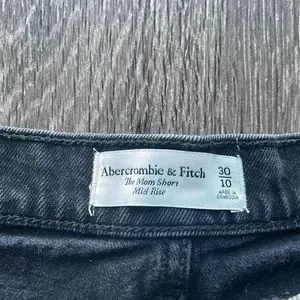 Abercrombie & Fitch
The Mom Short
Mid Rise
30
10
MADE IN
CAMBODIA